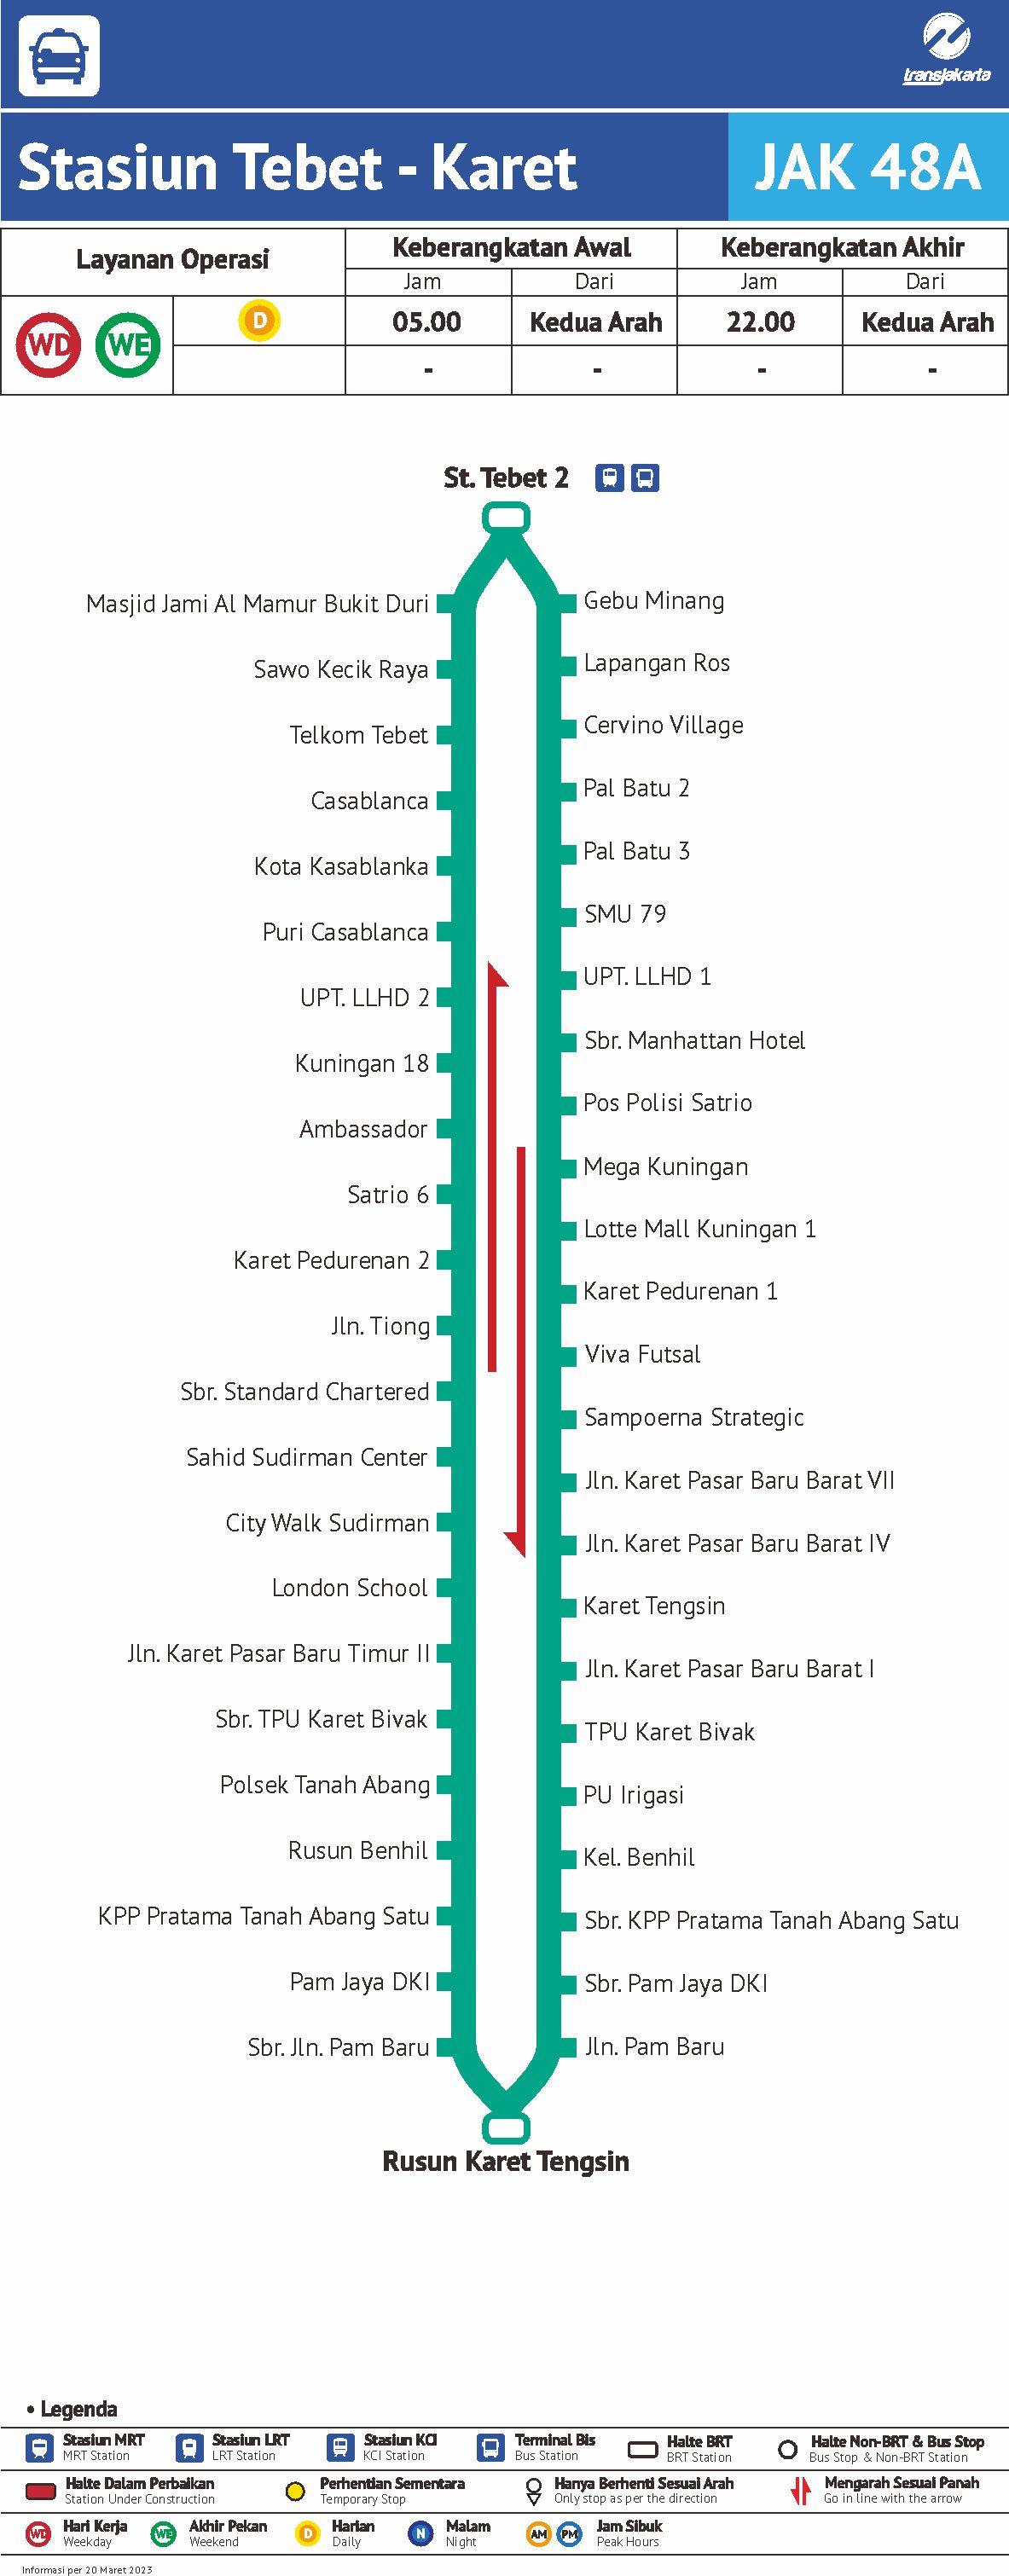 transjakarta
Stasiun Tebet - Karet
JAK 48A
Layanan Operasi
Keberangkatan Awal
Keberangkatan Akhir
Jam
Dari
Jam
Dari
WD
WE
D
05.00
Kedua Arah
22.00
Kedua Arah
-
-
-
-
St. Tebet 2
Masjid Jami Al Mamur Bukit Duri
Sawo Kecik Raya
Telkom Tebet
Casablanca
Kota Kasablanka
Puri Casablanca
UPT. LLHD 2
Kuningan 18
Ambassador
Satrio 6
Karet Pedurenan 2
Jln. Tiong
Sbr. Standard Chartered
Sahid Sudirman Center
City Walk Sudirman
London School
Jln. Karet Pasar Baru Timur II
Sbr. TPU Karet Bivak
Polsek Tanah Abang
Rusun Benhil
KPP Pratama Tanah Abang Satu
Pam Jaya DKI
Sbr. Jln. Pam Baru
Gebu Minang
Lapangan Ros
Cervino Village
Pal Batu 2
Pal Batu 3
SMU 79
UPT. LLHD 1
Sbr. Manhattan Hotel
Pos Polisi Satrio
Mega Kuningan
Lotte Mall Kuningan 1
Karet Pedurenan 1
Viva Futsal
Sampoerna Strategic
Jln. Karet Pasar Baru Barat VII
Jln. Karet Pasar Baru Barat IV
Karet Tengsin
Jln. Karet Pasar Baru Barat I
TPU Karet Bivak
PU Irigasi
Kel. Benhil
Sbr. KPP Pratama Tanah Abang Satu
Sbr. Pam Jaya DKI
Jln. Pam Baru
Rusun Karet Tengsin
• Legenda
Stasiun MRT
MRT Station
Stasiun LRT
LRT Station
Stasiun KCI
KCI Station
Terminal Bis
Bus Station
Halte BRT
BRT Station
Halte Non-BRT & Bus Stop
Bus Stop & Non-BRT Station
Halte Dalam Perbaikan
Station Under Construction
Perhentian Sementara
Temporary Stop
Hanya Berhenti Sesuai Arah
Only stop as per the direction
Mengarah Sesuai Panah
Go in line with the arrow
WD
Hari Kerja
Weekday
WE
Akhir Pekan
Weekend
D
Harian
Daily
N
Malam
Night
AM
PM
Jam Sibuk
Peak Hours
Informasi per 20 Maret 2023